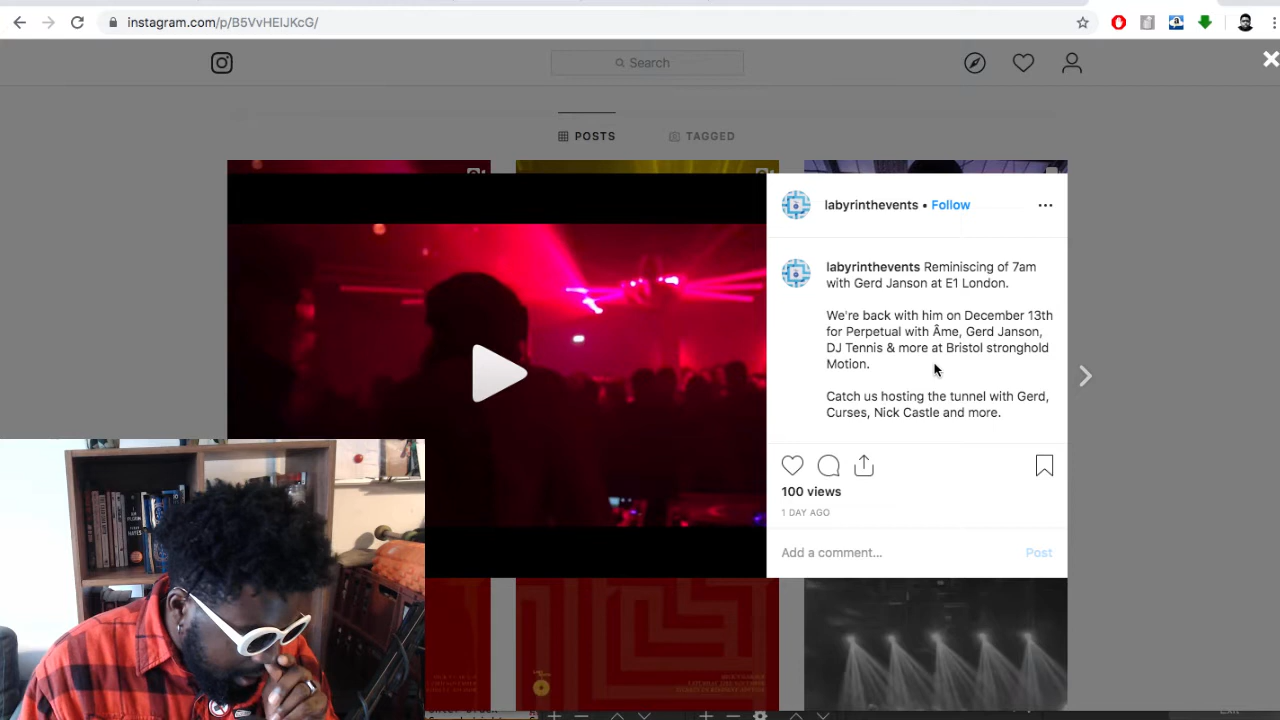 instagram.com/p/B5VvHEIJKcG/
Search
POSTS
TAGGED
labyrinthevents • Follow
labyrinthevents Reminiscing of 7am
with Gerd Janson at E1 London.
We're back with him on December 13th
for Perpetual with Âme, Gerd Janson,
DJ Tennis & more at Bristol stronghold
Motion.
Catch us hosting the tunnel with Gerd,
Curses, Nick Castle and more.
100 views
1 DAY AGO
Add a comment...
Post